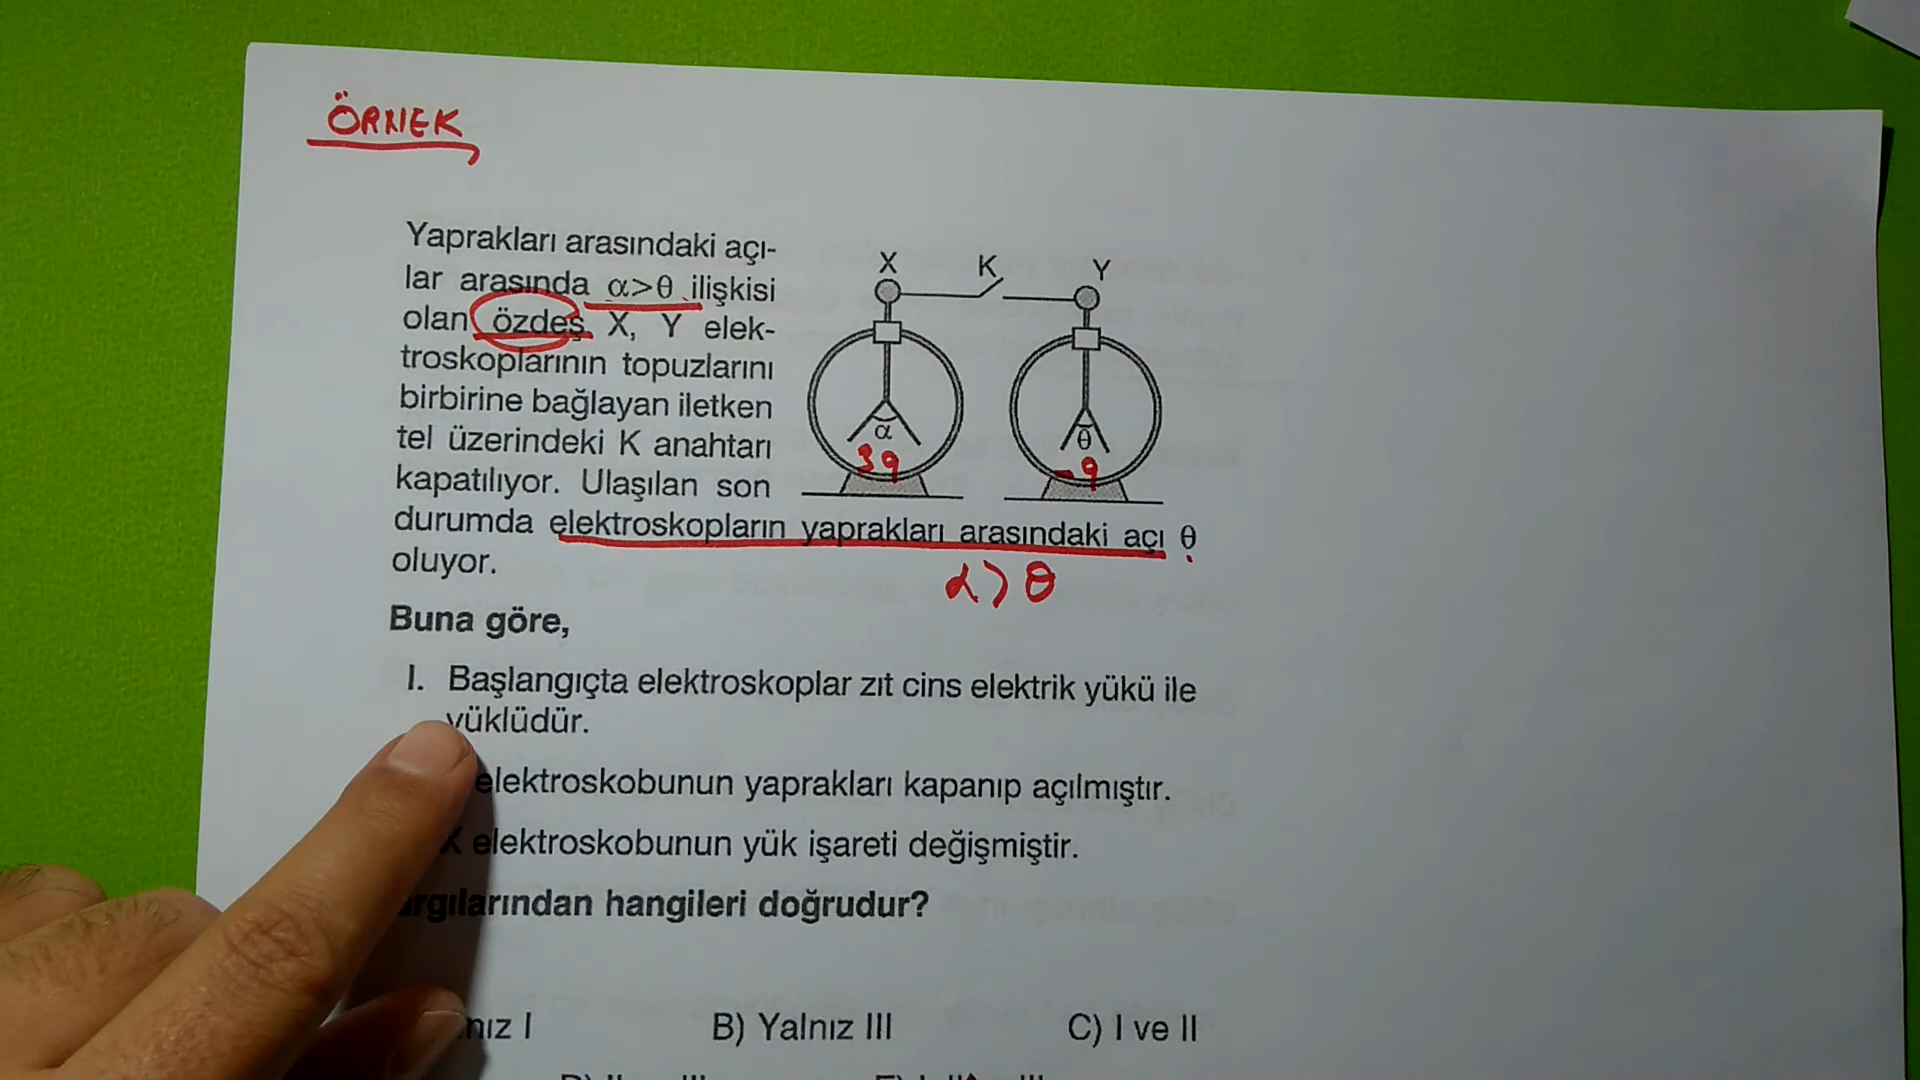 ÖRNEK
Yaprakları arasındaki açı-
lar arasında α>θ ilişkisi
olan özdeş X, Y elek-
troskoplarının topuzlarını
birbirine bağlayan iletken
tel üzerindeki K anahtarı
kapatılıyor. Ulaşılan son
durumda elektroskopların yaprakları arasındaki açı θ
oluyor.
X K Y
α θ
3q -q
α > θ
Buna göre,
I. Başlangıçta elektroskoplar zıt cins elektrik yükü ile
yüklüdür.
elektroskobunun yaprakları kapanıp açılmıştır.
X elektroskobunun yük işareti değişmiştir.
hangileri doğrudur?
I B) Yalnız III C) I ve II